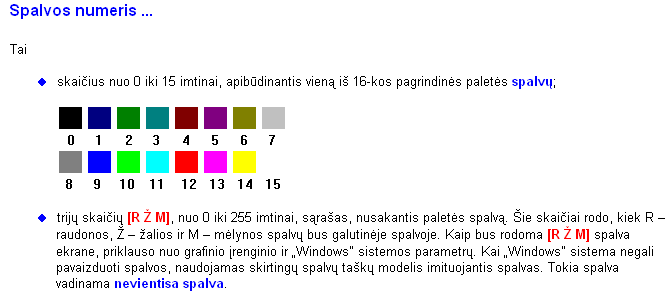 Spalvos numeris ...
Tai
skaičius nuo 0 iki 15 imtinai, apibūdinantis vieną iš 16-kos pagrindinės paletės spalvų;
0 1 2 3 4 5 6 7
8 9 10 11 12 13 14 15
trijų skaičių [R Ž M], nuo 0 iki 255 imtinai, sąrašas, nusakantis paletės spalvą. Šie skaičiai rodo, kiek R –
raudonos, Ž – žalios ir M – mėlynos spalvų bus galutinėje spalvoje. Kaip bus rodoma [R Ž M] spalva
ekrane, priklauso nuo grafinio įrenginio ir „Windows" sistemos parametrų. Kai „Windows" sistema negali
pavaizduoti spalvos, naudojamas skirtingų spalvų taškų modelis imituojantis spalvas. Tokia spalva
vadinama nevientisa spalva.